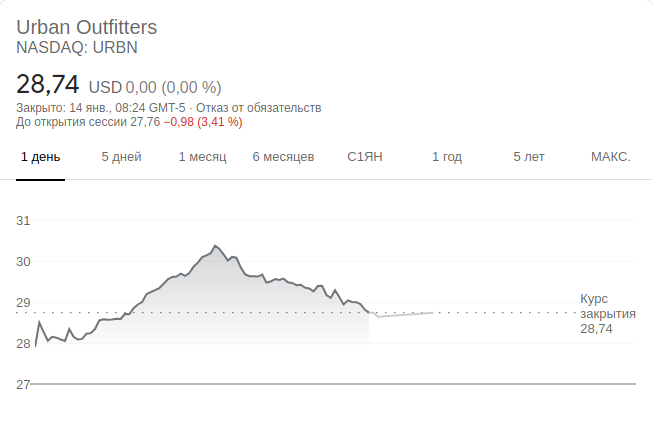 Urban Outfitters
NASDAQ: URBN
28,74 USD 0,00 (0,00 %)
Закрыто: 14 янв., 08:24 GMT-5 · Отказ от обязательств
До открытия сессии 27,76 −0,98 (3,41 %)
1 день 5 дней 1 месяц 6 месяцев С1ЯН 1 год 5 лет МАКС.
31
30
29
28
27
Курс
закрытия
28,74